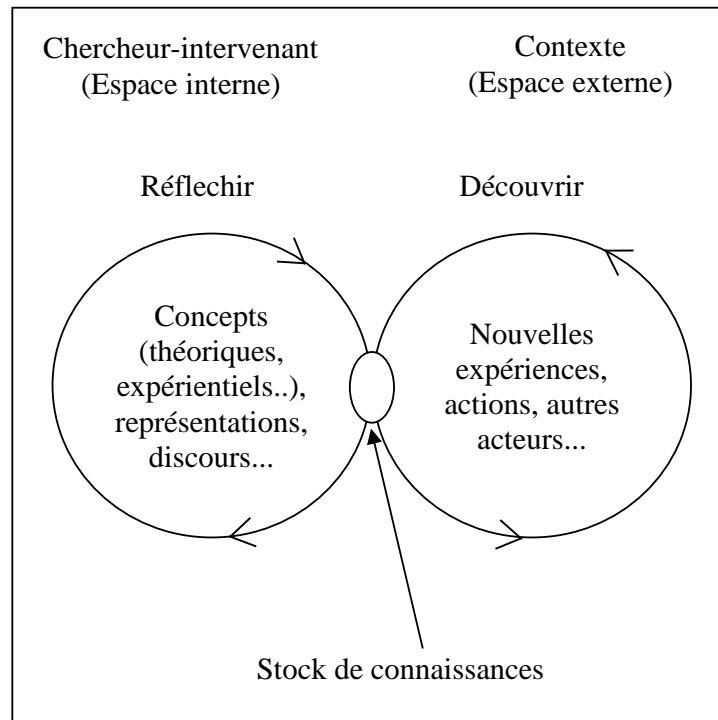 Chercheur-intervenant
(Espace interne)
Contexte
(Espace externe)
Réflechir
Découvrir
Concepts
(théoriques,
expérientiels..),
représentations,
discours...
Nouvelles
expériences,
actions, autres
acteurs...
Stock de connaissances